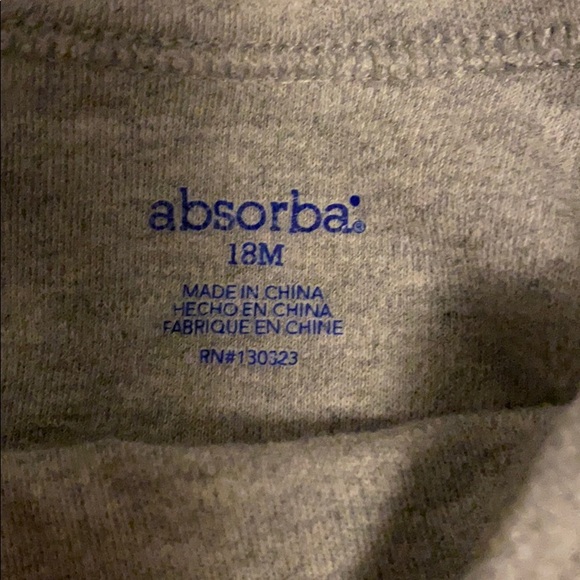 absorba®
18M
MADE IN CHINA
HECHO EN CHINA
FABRIQUE EN CHINE
RN#130323